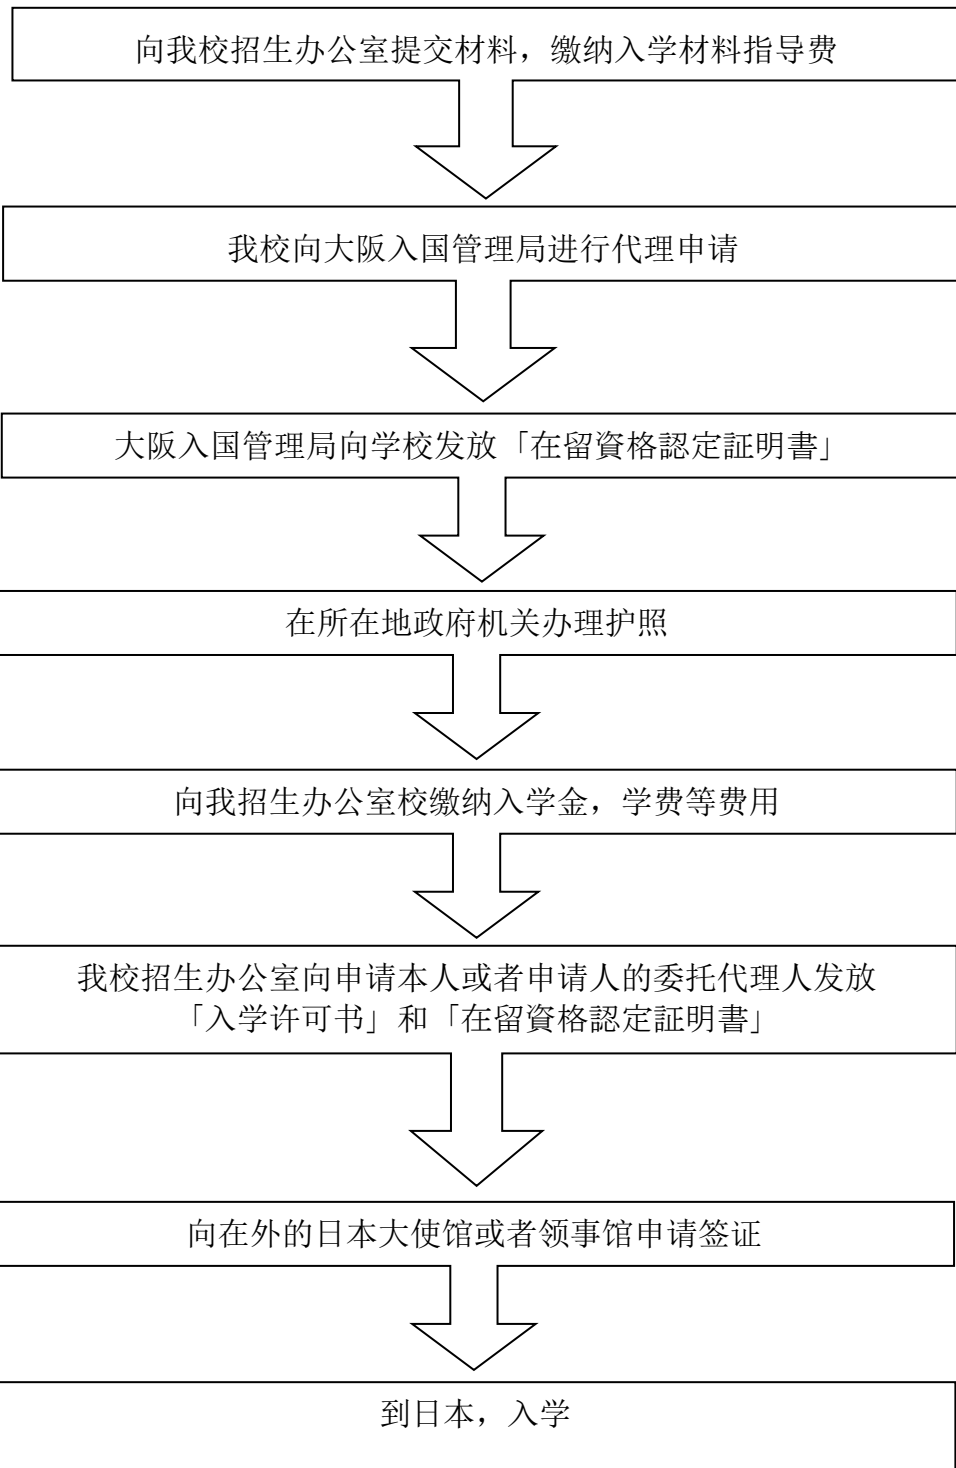 向我校招生办公室提交材料，缴纳入学材料指导费
我校向大阪入国管理局进行代理申请
大阪入国管理局向学校发放「在留資格認定証明書」
在所在地政府机关办理护照
向我招生办公室校缴纳入学金，学费等费用
我校招生办公室向申请本人或者申请人的委托代理人发放
「入学许可书」和「在留資格認定証明書」
向在外的日本大使馆或者领事馆申请签证
到日本，入学